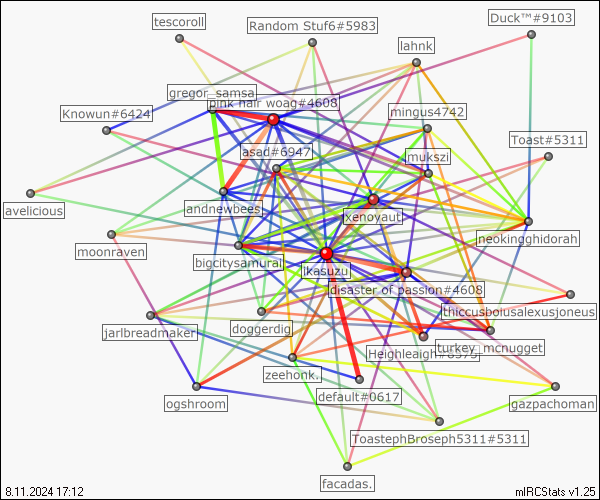 Duck™#9103
tescoroll
Random Stuf6#5983
lahnk
gregor_samsa
pink hair woag#4608
Knowun#6424
mingus4742
Toast#5311
asad#6947
mukszi
avelicious
andnewbees
xenoyaut
neokingghidorah
moonraven
bigcitysamurai
ikasuzu
disaster of passion#4608
thiccusboiusalexusjoneus
jarlbreadmaker
doggerdig
turkey_mcnugget
zeehonk.
default#0617
ogshroom
gazpachoman
ToastephBroseph5311#5311
facadas.
8.11.2024 17:12
mIRCStats v1.25